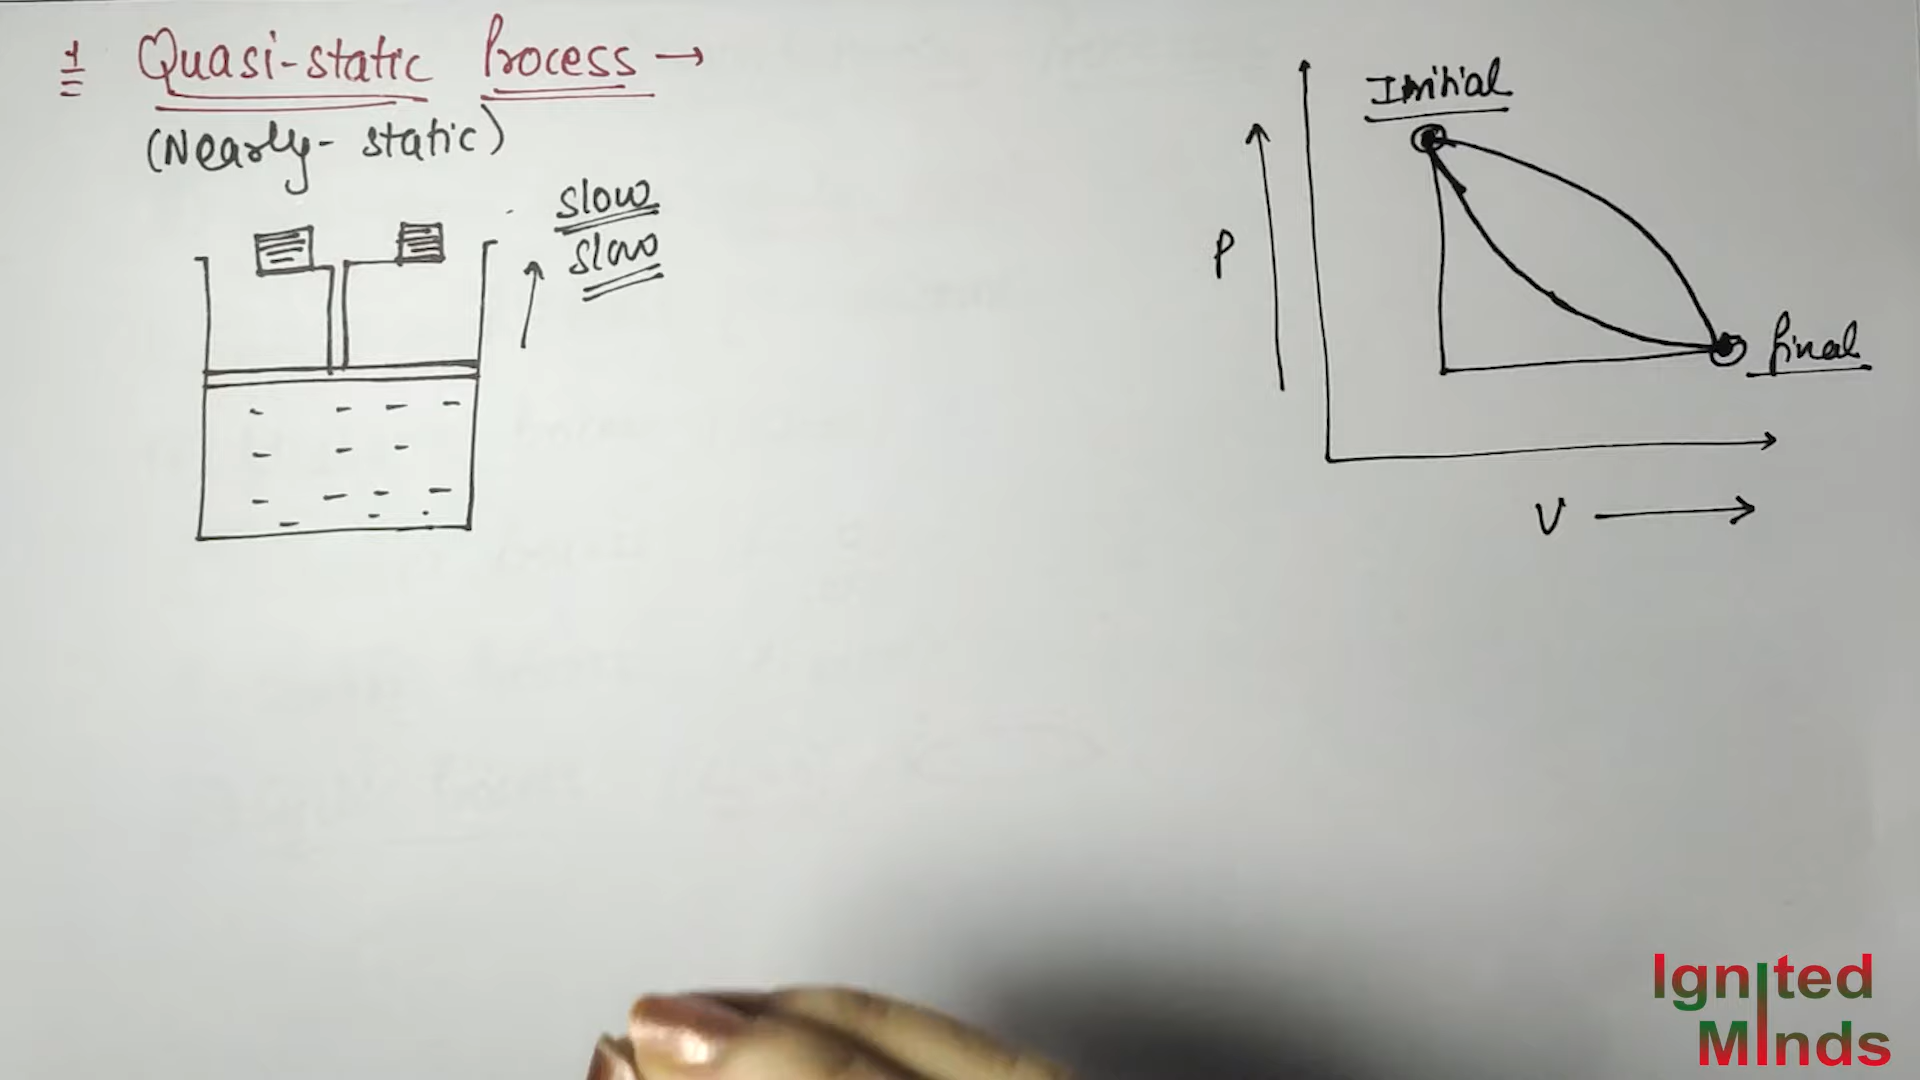 1 Quasi-static Process →
(Nearly-static)
slow
slow
Initial
P
final
V
Ignited
Minds